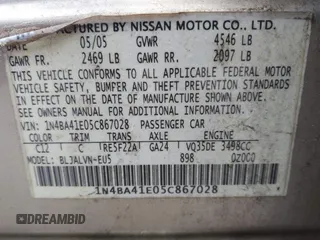 MANUFACTURED BY NISSAN MOTOR CO., LTD.
DATE 05/05 GVWR 4546 LB
GAWR FR. 2469 LB GAWR RR. 2097 LB
THIS VEHICLE CONFORMS TO ALL APPLICABLE FEDERAL MOTOR
VEHICLE SAFETY, BUMPER AND THEFT PREVENTION STANDARDS
IN EFFECT ON THE DATE OF MANUFACTURE SHOWN ABOVE.
SEE OWNERS MANUAL FOR ADDITIONAL INFORMATION.
VIN: 1N4BA41E05C867028 PASSENGER CAR
COLOR TRIM TRANS AXLE ENGINE
C12 C RE5F22A GA24 VQ35DE 3498CC
MODEL: BLJALVN-EU5 898 0Z0C0
1N4BA41E05C867028
DREAMBID